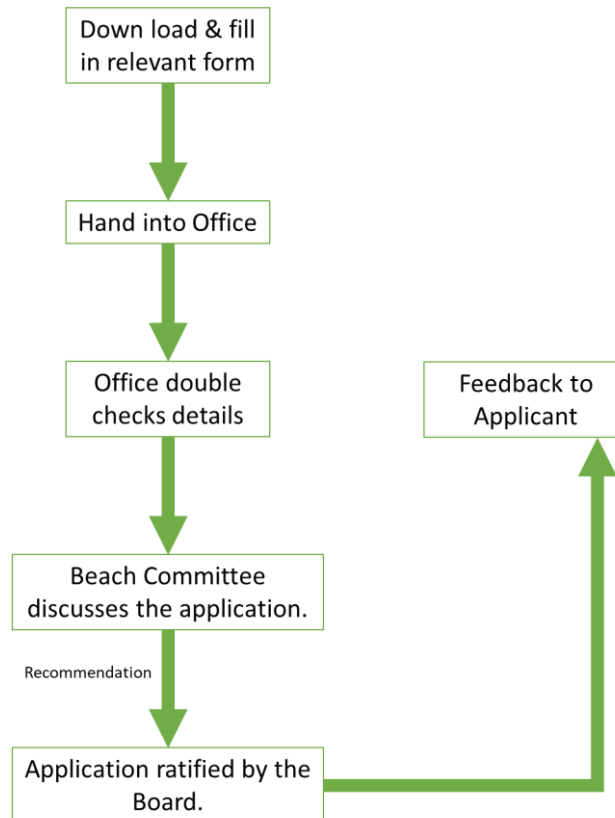 Down load & fill
in relevant form
Hand into Office
Office double
checks details
Feedback to
Applicant
Beach Committee
discusses the application.
Recommendation
Application ratified by the
Board.